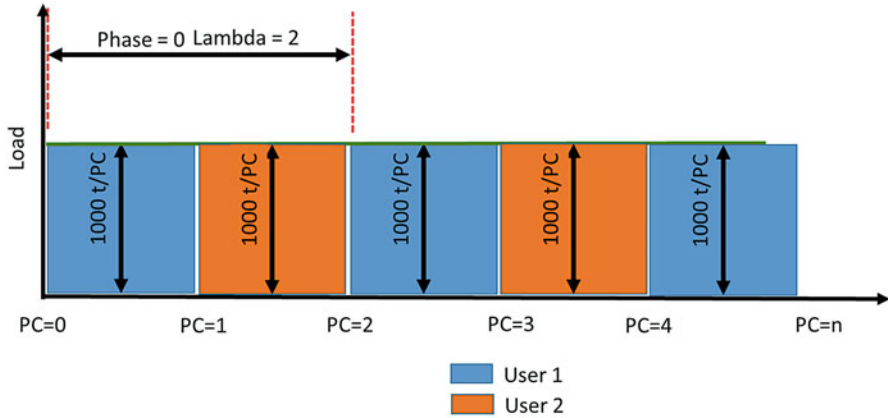 Phase = 0 Lambda = 2
Load
1000 t/PC
1000 t/PC
1000 t/PC
1000 t/PC
1000 t/PC
PC=0 PC=1 PC=2 PC=3 PC=4 PC=n
User 1
User 2